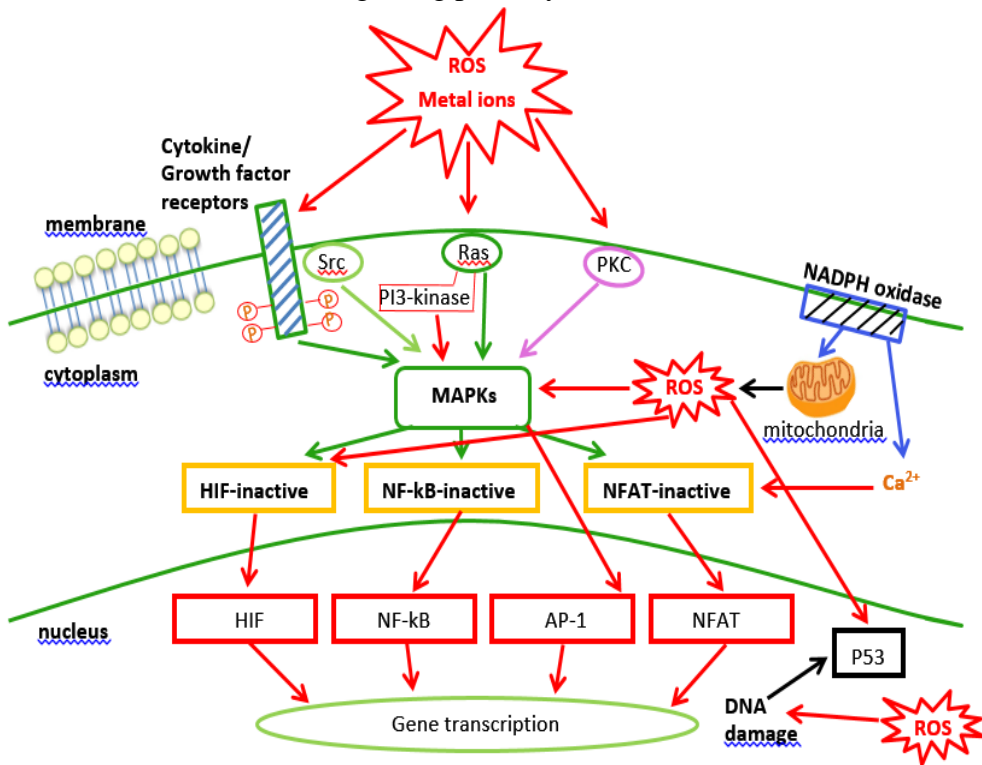 ROS
Metal ions
Cytokine/
Growth factor
receptors
membrane
Src
Ras
PKC
NADPH oxidase
PI3-kinase
P
P
P
P
cytoplasm
MAPKs
ROS
mitochondria
HIF-inactive
NF-kB-inactive
NFAT-inactive
Ca²⁺
nucleus
HIF
NF-kB
AP-1
NFAT
P53
DNA
damage
ROS
Gene transcription